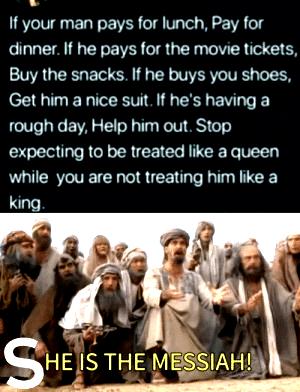 If your man pays for lunch, Pay for
dinner. If he pays for the movie tickets,
Buy the snacks. If he buys you shoes,
Get him a nice suit. If he's having a
rough day, Help him out. Stop
expecting to be treated like a queen
while you are not treating him like a
king.
SHE IS THE MESSIAH!